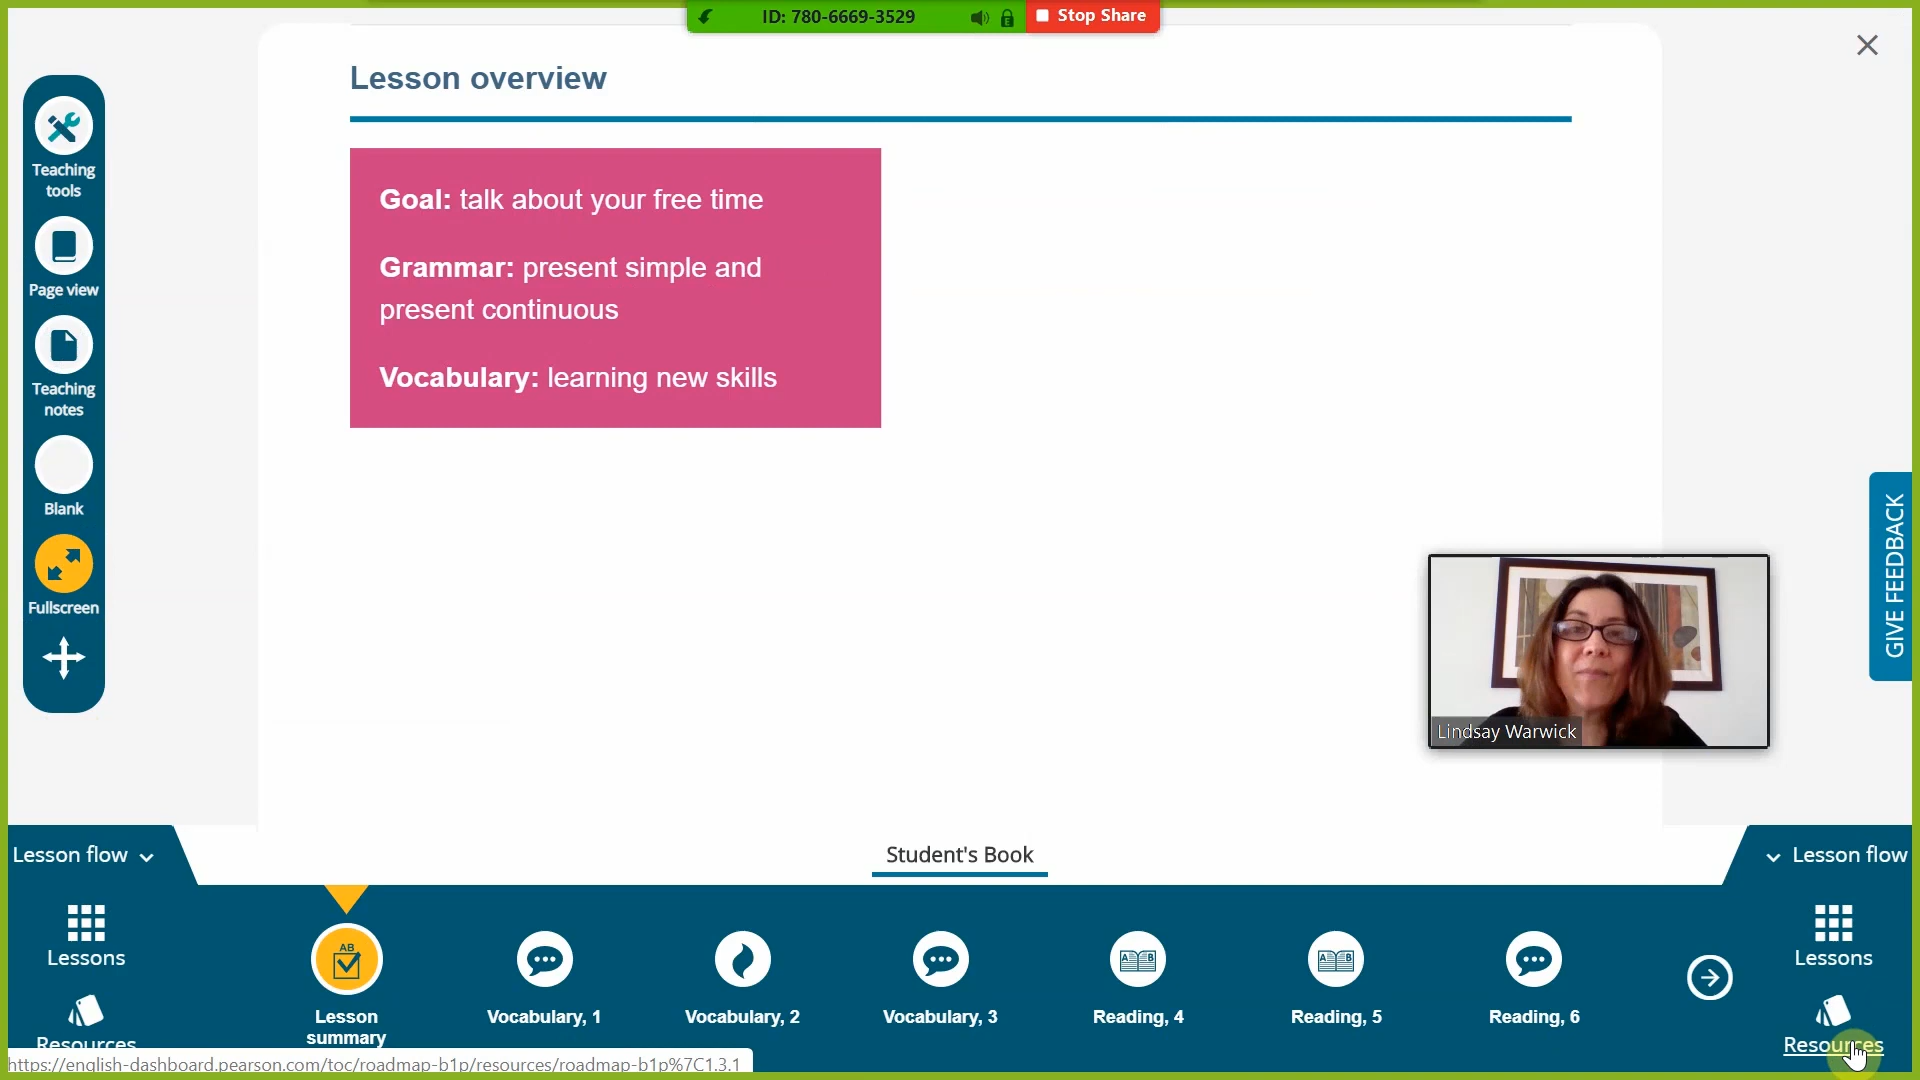 ID: 780-6669-3529
Stop Share
Lesson overview
Goal: talk about your free time
Grammar: present simple and
present continuous
Vocabulary: learning new skills
Teaching
tools
Page view
Teaching
notes
Blank
Fullscreen
GIVE FEEDBACK
Lindsay Warwick
Lesson flow
Student's Book
Lesson flow
Lessons
Resources
AB
Lesson
summary
Vocabulary, 1
Vocabulary, 2
Vocabulary, 3
A B
Reading, 4
A B
Reading, 5
Reading, 6
Lessons
Resources
https://english-dashboard.pearson.com/toc/roadmap-b1p/resources/roadmap-b1p%7C1.3.1